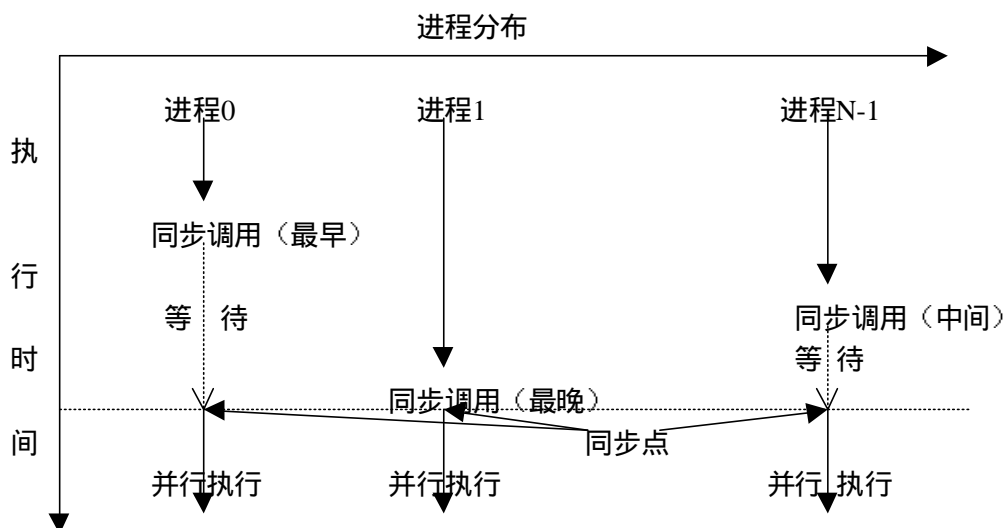 进程分布
进程0 进程1 进程N-1
执行时间
同步调用（最早）
等 待
同步调用（中间）
等 待
同步调用（最晚）
同步点
并行执行 并行执行 并行 执行